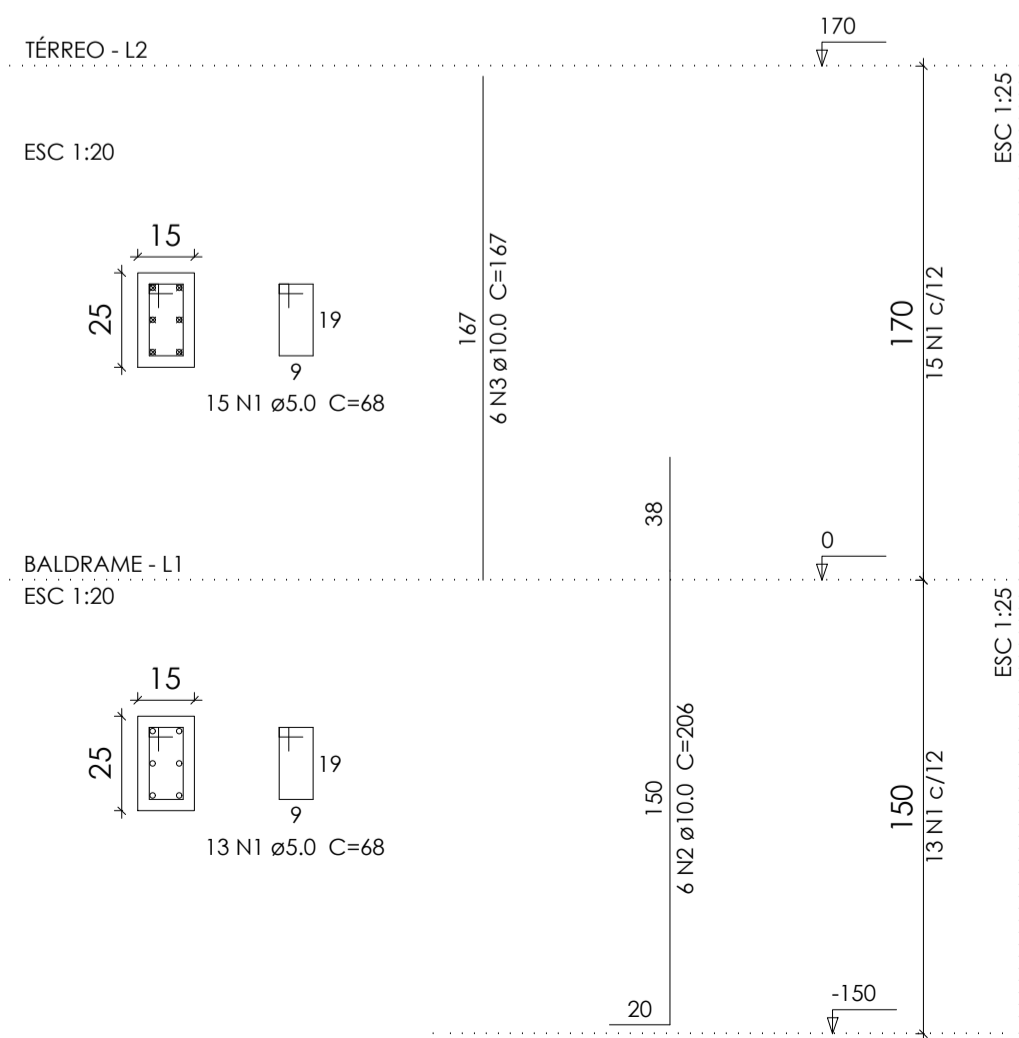 TÉRREO - L2
170
ESC 1:20
ESC 1:25
15
25
19
9
15 N1 ø5.0 C=68
167
6 N3 ø10.0 C=167
170
15 N1 c/12
38
BALDRAME - L1
0
ESC 1:20
ESC 1:25
15
25
19
9
13 N1 ø5.0 C=68
150
6 N2 ø10.0 C=206
150
13 N1 c/12
20
-150